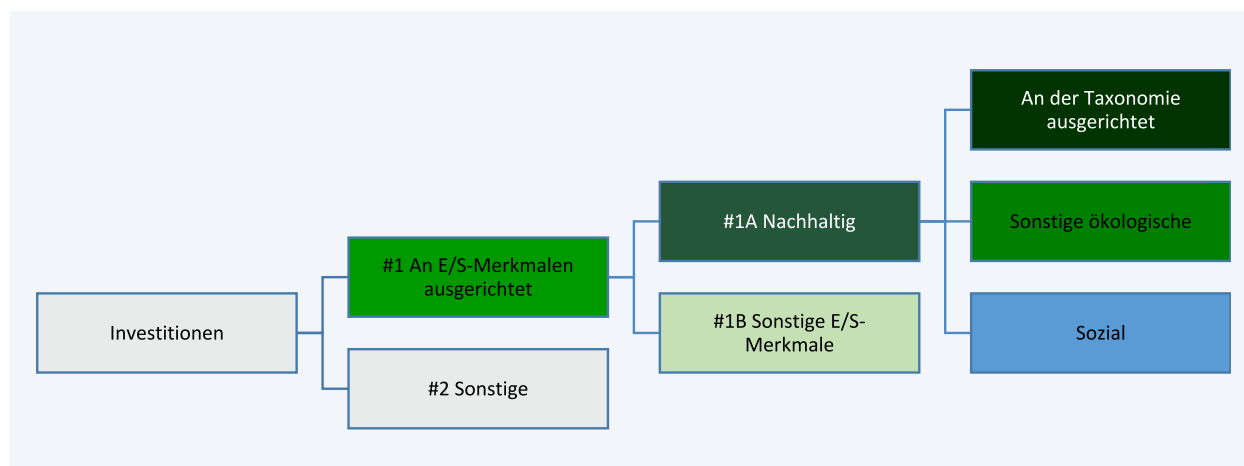 Investitionen
#1 An E/S-Merkmalen
ausgerichtet
#2 Sonstige
#1A Nachhaltig
#1B Sonstige E/S-
Merkmale
An der Taxonomie
ausgerichtet
Sonstige ökologische
Sozial